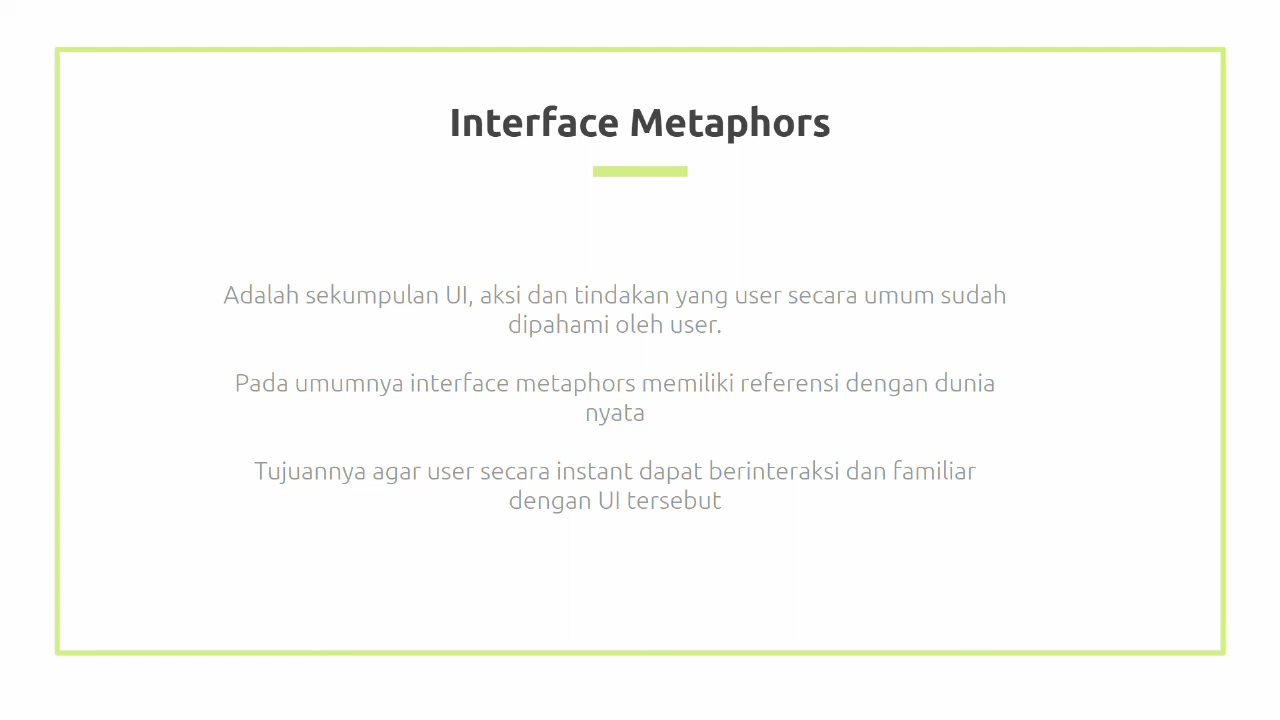 Interface Metaphors
Adalah sekumpulan UI, aksi dan tindakan yang user secara umum sudah
dipahami oleh user.
Pada umumnya interface metaphors memiliki referensi dengan dunia
nyata
Tujuannya agar user secara instant dapat berinteraksi dan familiar
dengan UI tersebut